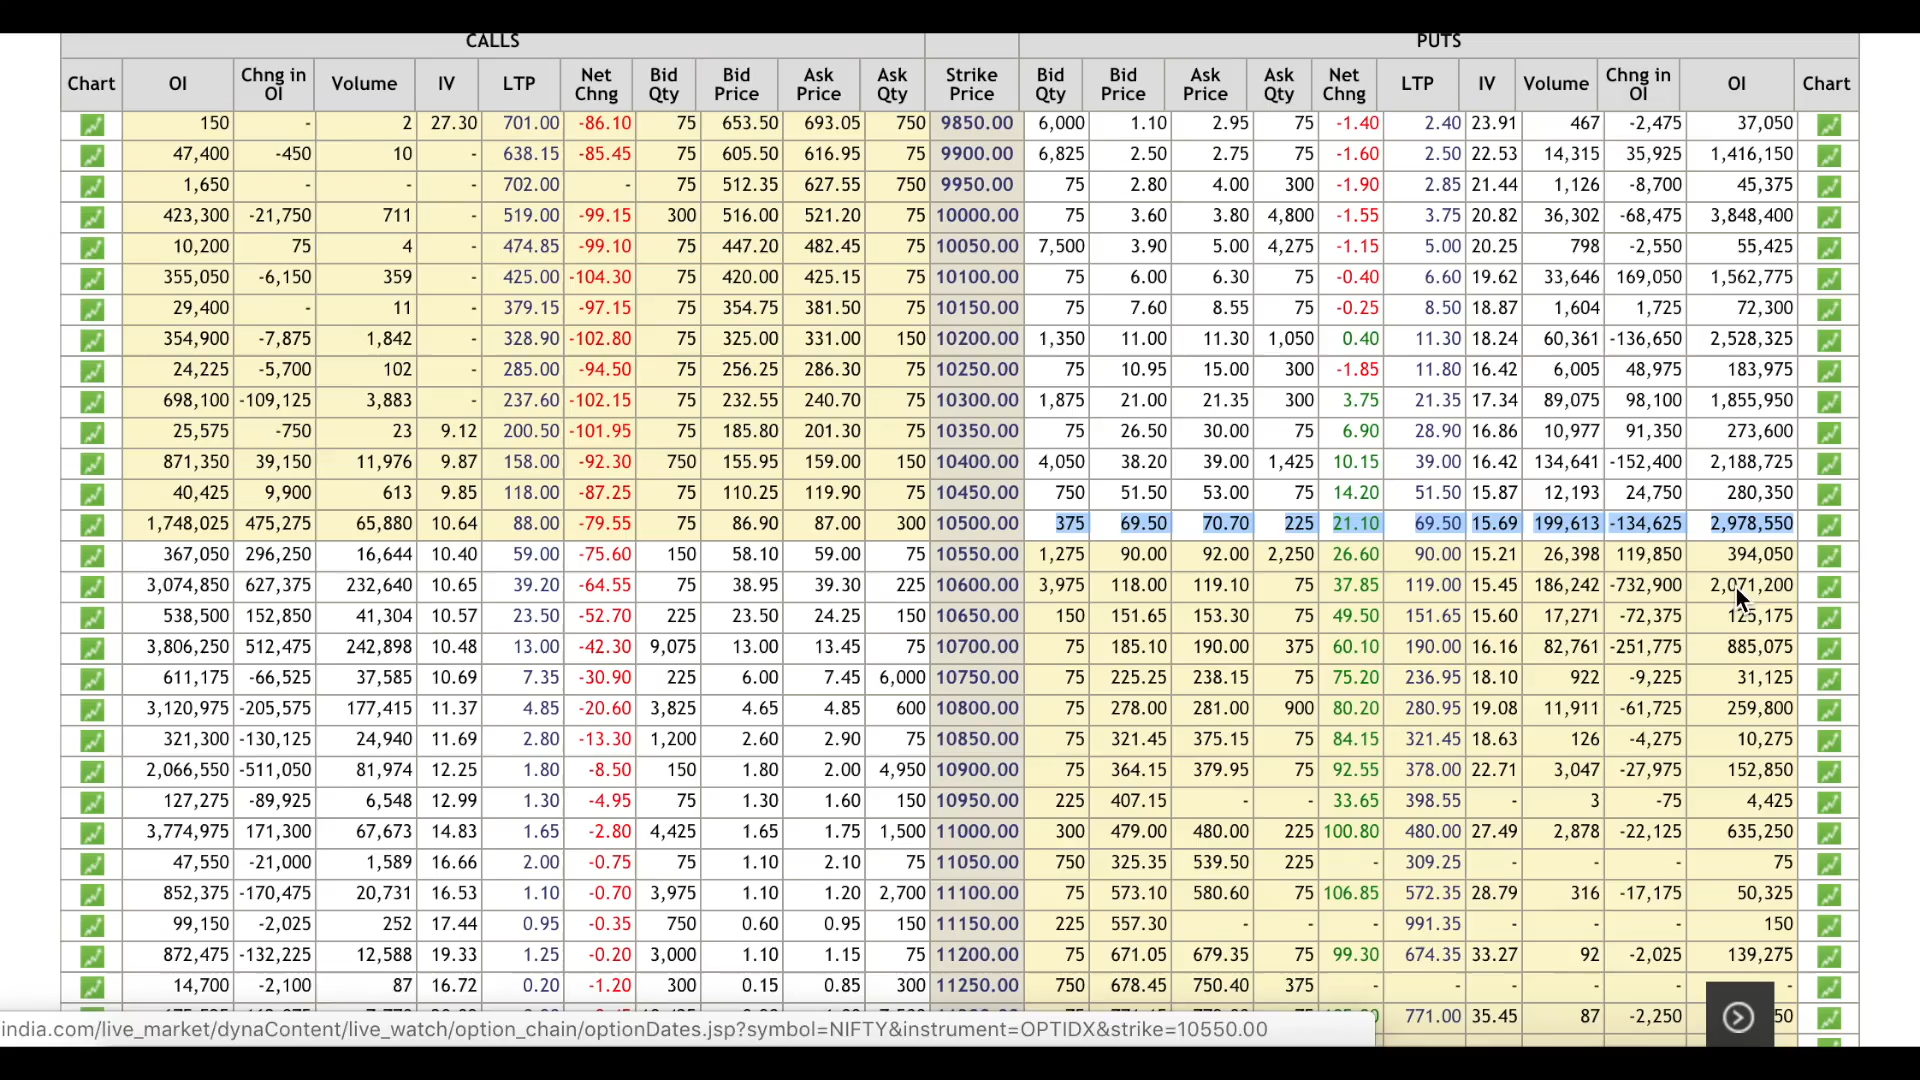 CALLS PUTS
Chart OI Chng in OI Volume IV LTP Net Chng Bid Qty Bid Price Ask Price Ask Qty Strike Price Bid Qty Bid Price Ask Price Ask Qty Net Chng LTP IV Volume Chng in OI OI Chart
150 - 2 27.30 701.00 -86.10 75 653.50 693.05 750 9850.00 6,000 1.10 2.95 75 -1.40 2.40 23.91 467 -2,475 37,050
47,400 -450 10 - 638.15 -85.45 75 605.50 616.95 75 9900.00 6,825 2.50 2.75 75 -1.60 2.50 22.53 14,315 35,925 1,416,150
1,650 - - - 702.00 - 75 512.35 627.55 750 9950.00 75 2.80 4.00 300 -1.90 2.85 21.44 1,126 -8,700 45,375
423,300 -21,750 711 - 519.00 -99.15 300 516.00 521.20 75 10000.00 75 3.60 3.80 4,800 -1.55 3.75 20.82 36,302 -68,475 3,848,400
10,200 75 4 - 474.85 -99.10 75 447.20 482.45 75 10050.00 7,500 3.90 5.00 4,275 -1.15 5.00 20.25 798 -2,550 55,425
355,050 -6,150 359 - 425.00 -104.30 75 420.00 425.15 75 10100.00 75 6.00 6.30 75 -0.40 6.60 19.62 33,646 169,050 1,562,775
29,400 - 11 - 379.15 -97.15 75 354.75 381.50 75 10150.00 75 7.60 8.55 75 -0.25 8.50 18.87 1,604 1,725 72,300
354,900 -7,875 1,842 - 328.90 -102.80 75 325.00 331.00 150 10200.00 1,350 11.00 11.30 1,050 0.40 11.30 18.24 60,361 -136,650 2,528,325
24,225 -5,700 102 - 285.00 -94.50 75 256.25 286.30 75 10250.00 75 10.95 15.00 300 -1.85 11.80 16.42 6,005 48,975 183,975
698,100 -109,125 3,883 - 237.60 -102.15 75 232.55 240.70 75 10300.00 1,875 21.00 21.35 300 3.75 21.35 17.34 89,075 98,100 1,855,950
25,575 -750 23 9.12 200.50 -101.95 75 185.80 201.30 75 10350.00 75 26.50 30.00 75 6.90 28.90 16.86 10,977 91,350 273,600
871,350 39,150 11,976 9.87 158.00 -92.30 750 155.95 159.00 150 10400.00 4,050 38.20 39.00 1,425 10.15 39.00 16.42 134,641 -152,400 2,188,725
40,425 9,900 613 9.85 118.00 -87.25 75 110.25 119.90 75 10450.00 750 51.50 53.00 75 14.20 51.50 15.87 12,193 24,750 280,350
1,748,025 475,275 65,880 10.64 88.00 -79.55 75 86.90 87.00 300 10500.00 375 69.50 70.70 225 21.10 69.50 15.69 199,613 -134,625 2,978,550
367,050 296,250 16,644 10.40 59.00 -75.60 150 58.10 59.00 75 10550.00 1,275 90.00 92.00 2,250 26.60 90.00 15.21 26,398 119,850 394,050
3,074,850 627,375 232,640 10.65 39.20 -64.55 75 38.95 39.30 225 10600.00 3,975 118.00 119.10 75 37.85 119.00 15.45 186,242 -732,900 2,071,200
538,500 152,850 41,304 10.57 23.50 -52.70 225 23.50 24.25 150 10650.00 150 151.65 153.30 75 49.50 151.65 15.60 17,271 -72,375 125,175
3,806,250 512,475 242,898 10.48 13.00 -42.30 9,075 13.00 13.45 75 10700.00 75 185.10 190.00 375 60.10 190.00 16.16 82,761 -251,775 885,075
611,175 -66,525 37,585 10.69 7.35 -30.90 225 6.00 7.45 6,000 10750.00 75 225.25 238.15 75 75.20 236.95 18.10 922 -9,225 31,125
3,120,975 -205,575 177,415 11.37 4.85 -20.60 3,825 4.65 4.85 600 10800.00 75 278.00 281.00 900 80.20 280.95 19.08 11,911 -61,725 259,800
321,300 -130,125 24,940 11.69 2.80 -13.30 1,200 2.60 2.90 75 10850.00 75 321.45 375.15 75 84.15 321.45 18.63 126 -4,275 10,275
2,066,550 -511,050 81,974 12.25 1.80 -8.50 150 1.80 2.00 4,950 10900.00 75 364.15 379.95 75 92.55 378.00 22.71 3,047 -27,975 152,850
127,275 -89,925 6,548 12.99 1.30 -4.95 75 1.30 1.60 150 10950.00 225 407.15 - - 33.65 398.55 - 3 -75 4,425
3,774,975 171,300 67,673 14.83 1.65 -2.80 4,425 1.65 1.75 1,500 11000.00 300 479.00 480.00 225 100.80 480.00 27.49 2,878 -22,125 635,250
47,550 -21,000 1,589 16.66 2.00 -0.75 75 1.10 2.10 75 11050.00 750 325.35 539.50 225 - 309.25 - - - 75
852,375 -170,475 20,731 16.53 1.10 -0.70 3,975 1.10 1.20 2,700 11100.00 75 573.10 580.60 75 106.85 572.35 28.79 316 -17,175 50,325
99,150 -2,025 252 17.44 0.95 -0.35 750 0.60 0.95 150 11150.00 225 557.30 - - - 991.35 - - - 150
872,475 -132,225 12,588 19.33 1.25 -0.20 3,000 1.10 1.15 75 11200.00 75 671.05 679.35 75 99.30 674.35 33.27 92 -2,025 139,275
14,700 -2,100 87 16.72 0.20 -1.20 300 0.15 0.85 300 11250.00 750 678.45 750.40 375 - - - - - -
771.00 35.45 87 -2,250 50
india.com/live_market/dynaContent/live_watch/option_chain/optionDates.jsp?symbol=NIFTY&instrument=OPTIDX&strike=10550.00